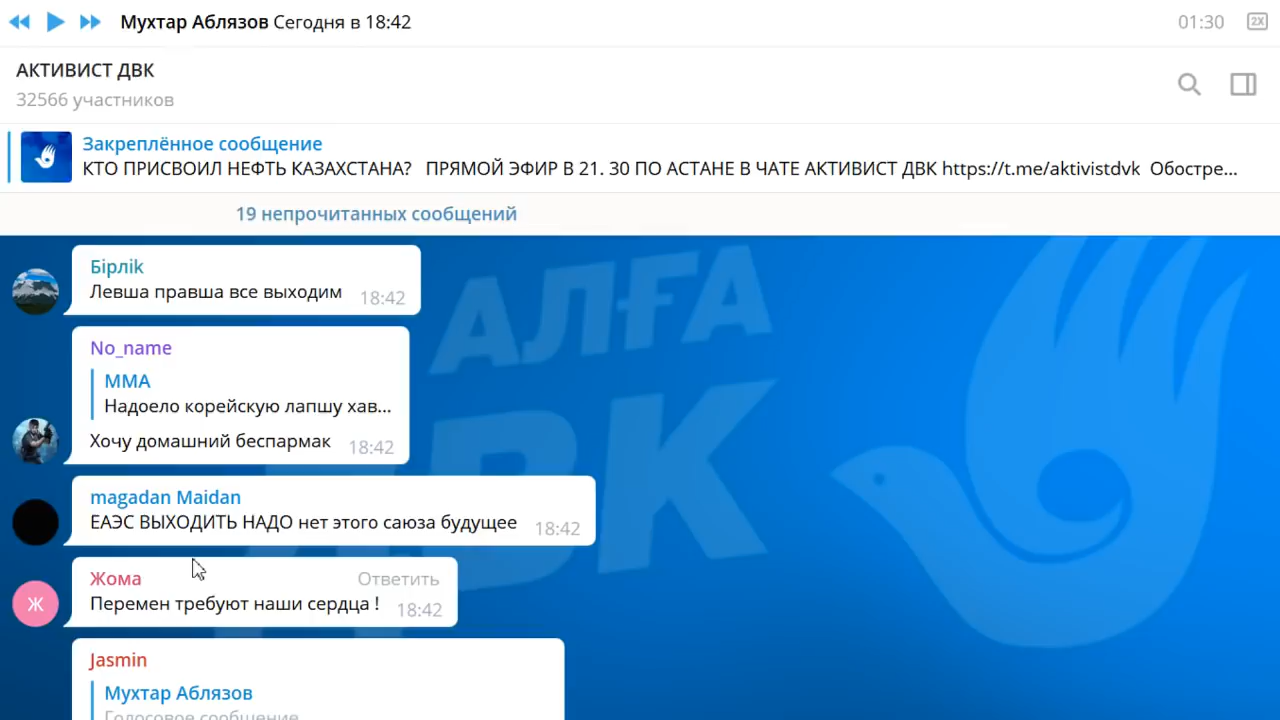 Мухтар Аблязов Сегодня в 18:42
01:30
2X
АКТИВИСТ ДВК
32566 участников
Закреплённое сообщение
КТО ПРИСВОИЛ НЕФТЬ КАЗАХСТАНА? ПРЯМОЙ ЭФИР В 21. 30 ПО АСТАНЕ В ЧАТЕ АКТИВИСТ ДВК https://t.me/aktivistdvk Обостре...
19 непрочитанных сообщений
АЛҒА
ДВК
Бірлік
Левша правша все выходим 18:42
No_name
ММА
Надоело корейскую лапшу хав...
Хочу домашний беспармак 18:42
magadan Maidan
ЕАЭС ВЫХОДИТЬ НАДО нет этого саюза будущее 18:42
Ж
Жома Ответить
Перемен требуют наши сердца ! 18:42
Jasmin
Мухтар Аблязов
Голосовое сообщение